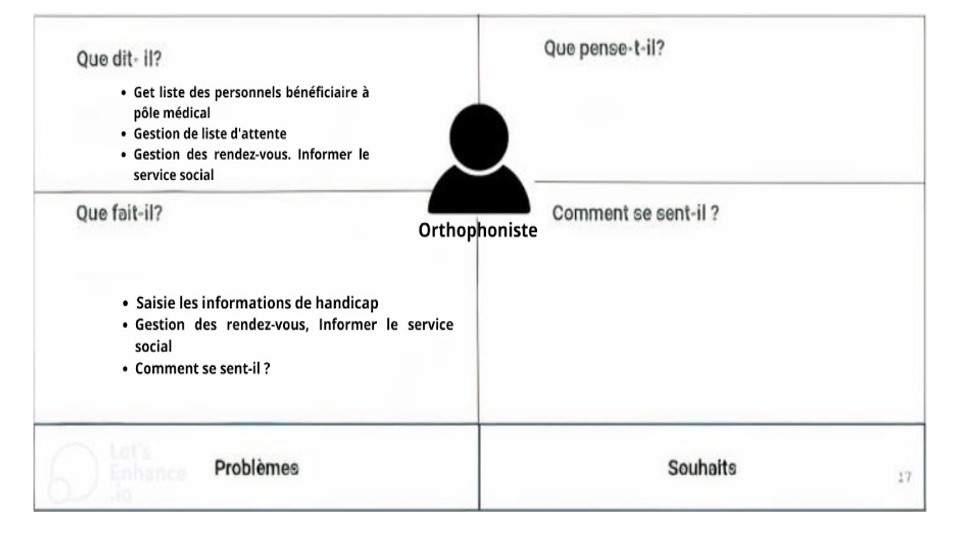 Que dit- il?
• Get liste des personnels bénéficiaire à
pôle médical
• Gestion de liste d'attente
• Gestion des rendez-vous. Informer le
service social
Que pense-t-il?
Orthophoniste
Que fait-il?
• Saisie les informations de handicap
• Gestion des rendez-vous, Informer le service
social
• Comment se sent-il ?
Comment se sent-il ?
Let's
Enhance
.io
Problèmes
Souhaits
17